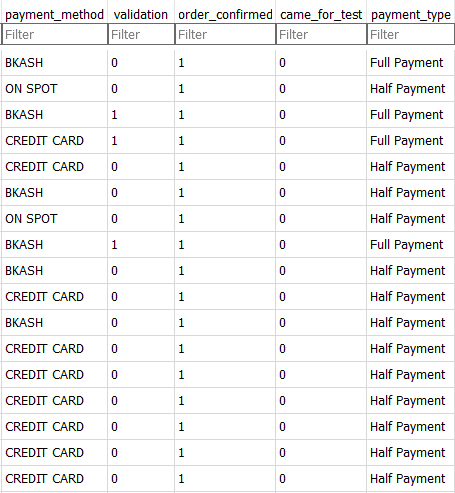 payment_method validation order_confirmed came_for_test payment_type
Filter Filter Filter Filter Filter
BKASH 0 1 0 Full Payment
ON SPOT 0 1 0 Half Payment
BKASH 1 1 0 Full Payment
CREDIT CARD 1 1 0 Full Payment
CREDIT CARD 0 1 0 Half Payment
BKASH 0 1 0 Half Payment
ON SPOT 0 1 0 Half Payment
BKASH 1 1 0 Full Payment
BKASH 0 1 0 Half Payment
CREDIT CARD 0 1 0 Half Payment
BKASH 0 1 0 Half Payment
CREDIT CARD 0 1 0 Half Payment
CREDIT CARD 0 1 0 Half Payment
CREDIT CARD 0 1 0 Half Payment
CREDIT CARD 0 1 0 Half Payment
CREDIT CARD 0 1 0 Half Payment
CREDIT CARD 0 1 0 Half Payment